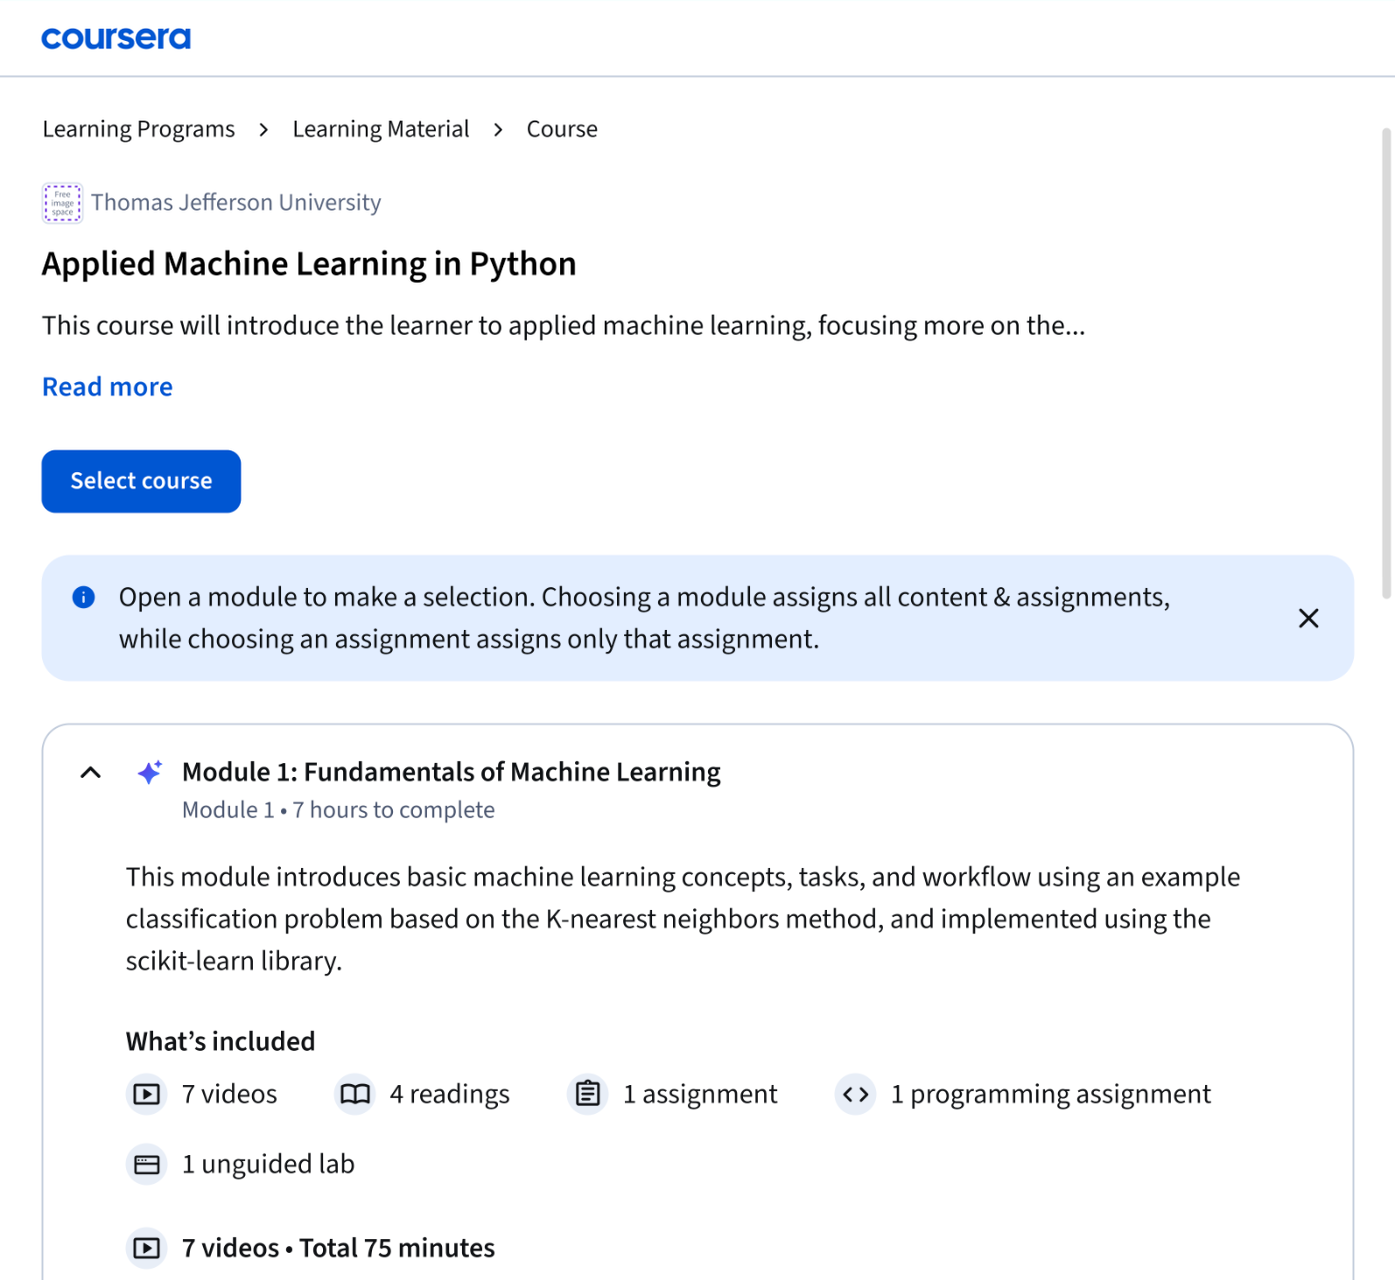 coursera
Learning Programs > Learning Material > Course
Free
image
space
Thomas Jefferson University
Applied Machine Learning in Python
This course will introduce the learner to applied machine learning, focusing more on the...
Read more
Select course
Open a module to make a selection. Choosing a module assigns all content & assignments,
while choosing an assignment assigns only that assignment.
Module 1: Fundamentals of Machine Learning
Module 1 • 7 hours to complete
This module introduces basic machine learning concepts, tasks, and workflow using an example
classification problem based on the K-nearest neighbors method, and implemented using the
scikit-learn library.
What’s included
7 videos 4 readings 1 assignment 1 programming assignment
1 unguided lab
7 videos • Total 75 minutes